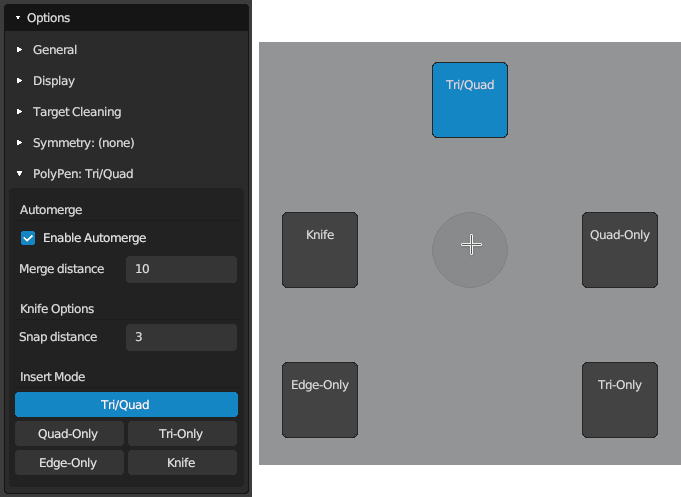 Options
General
Display
Target Cleaning
Symmetry: (none)
PolyPen: Tri/Quad
Automerge
Enable Automerge
Merge distance 10
Knife Options
Snap distance 3
Insert Mode
Tri/Quad
Quad-Only Tri-Only
Edge-Only Knife
Tri/Quad
Knife Quad-Only
Edge-Only Tri-Only